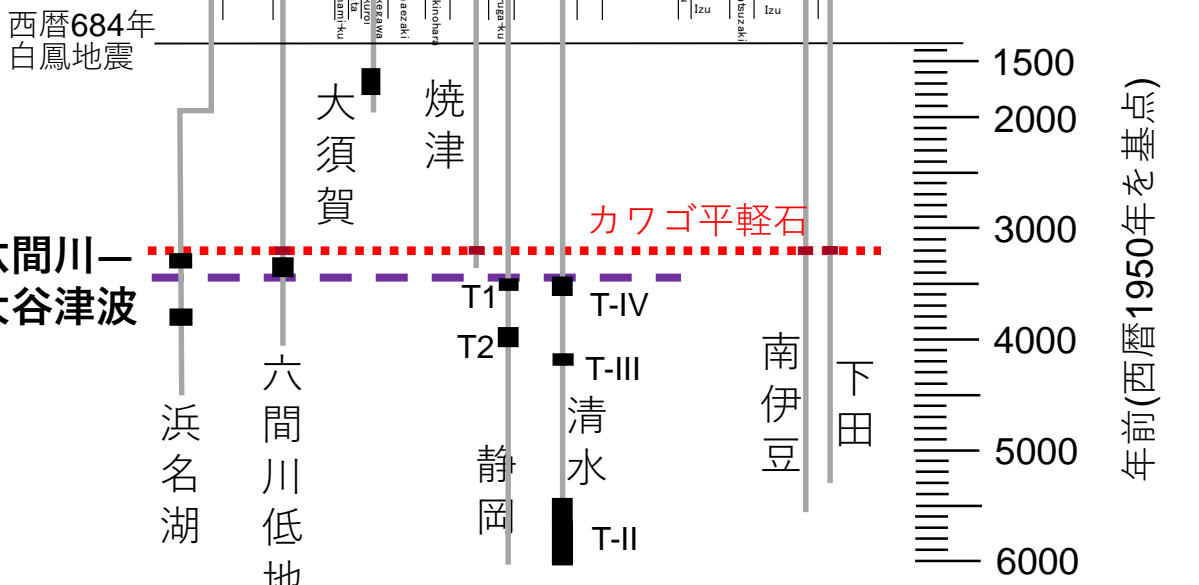 西暦684年
白鳳地震
Izu
Izu
大須賀
焼津
カワゴ平軽石
間川
谷津波
T1
T2
T-IV
T-III
T-II
浜名湖
六間川低地
静岡
清水
南伊豆
下田
1500
2000
3000
4000
5000
6000
年前(西暦1950年を基点)